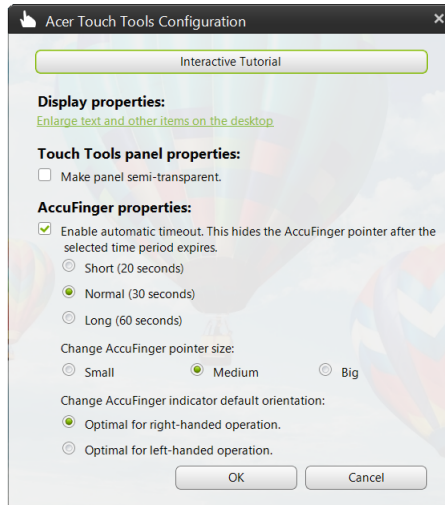 Acer Touch Tools Configuration
Interactive Tutorial
Display properties:
Enlarge text and other items on the desktop
Touch Tools panel properties:
Make panel semi-transparent.
AccuFinger properties:
Enable automatic timeout. This hides the AccuFinger pointer after the
selected time period expires.
Short (20 seconds)
Normal (30 seconds)
Long (60 seconds)
Change AccuFinger pointer size:
Small Medium Big
Change AccuFinger indicator default orientation:
Optimal for right-handed operation.
Optimal for left-handed operation.
OK Cancel